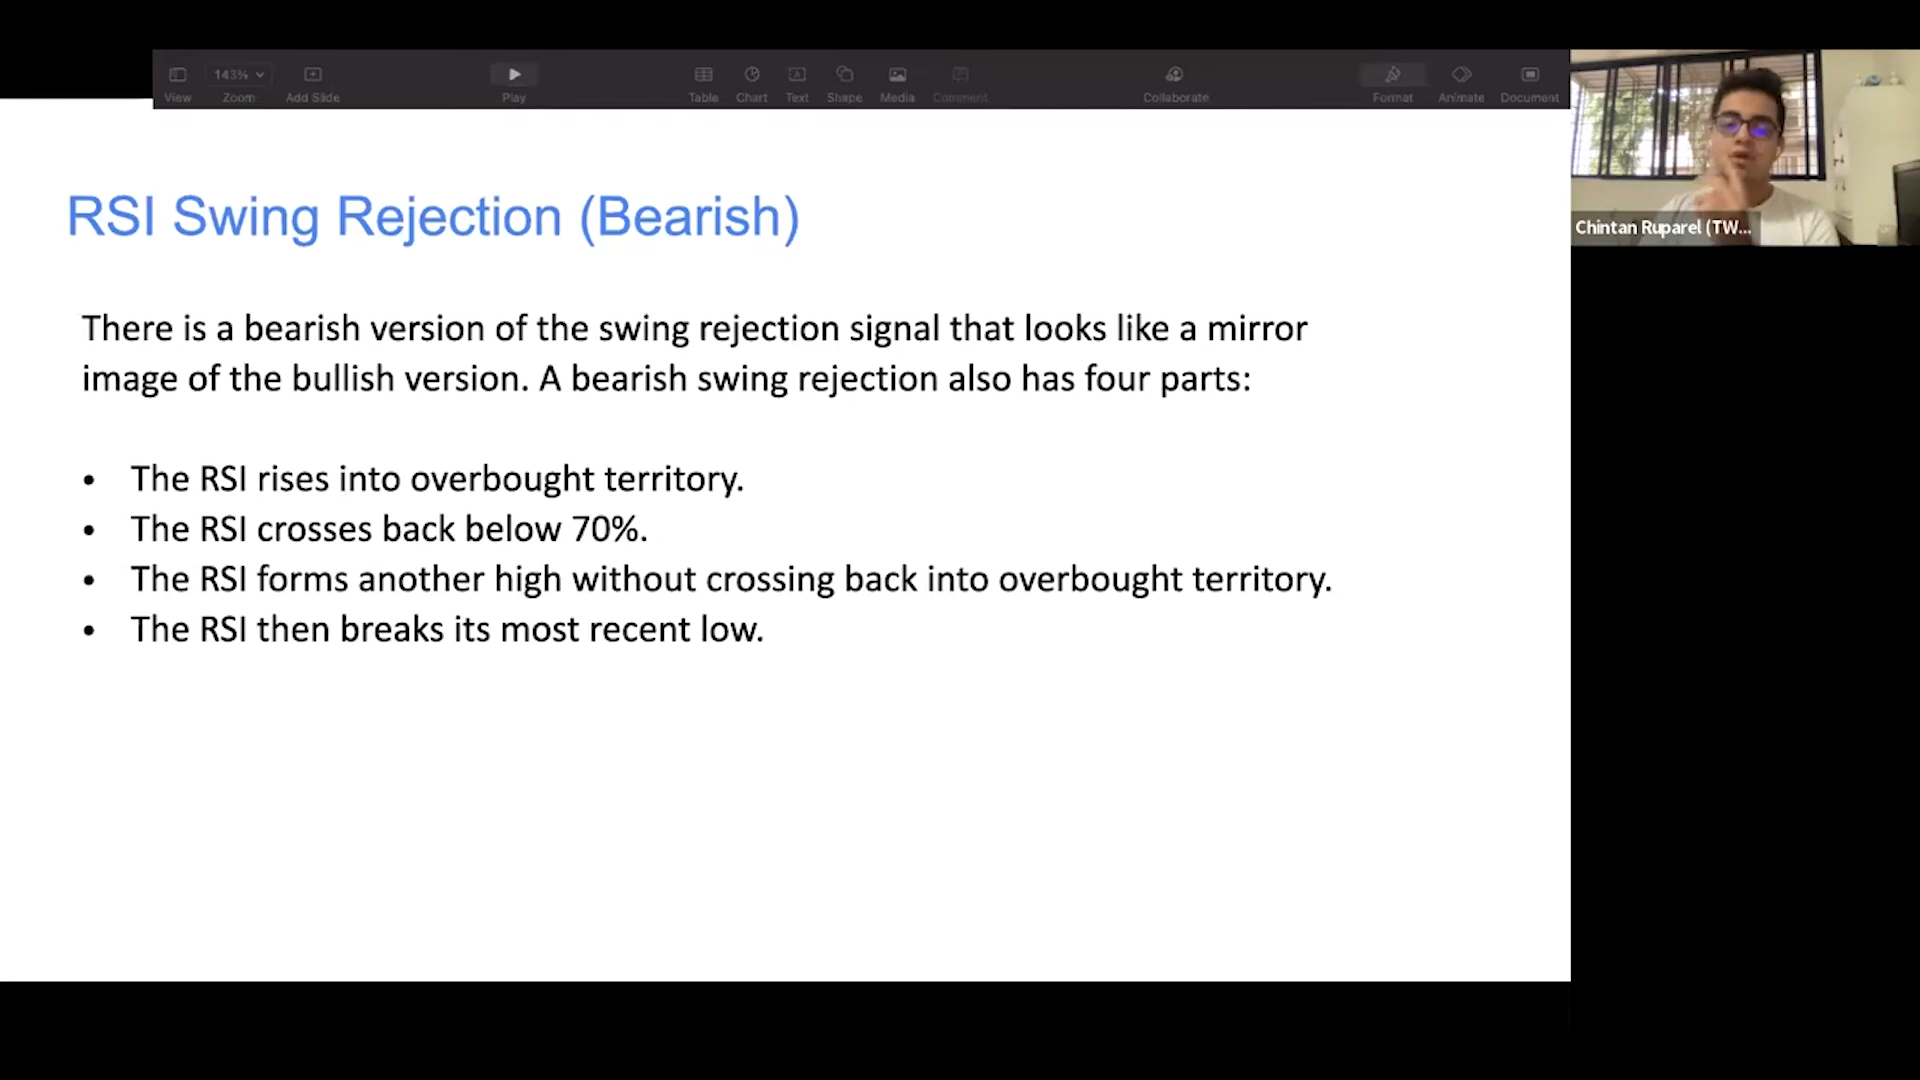 143%
View
Zoom
Add Slide
Play
Table
Chart
Text
Shape
Media
Comment
Collaborate
Format
Animate
Document
Chintan Ruparel (TW...
RSI Swing Rejection (Bearish)
There is a bearish version of the swing rejection signal that looks like a mirror
image of the bullish version. A bearish swing rejection also has four parts:
• The RSI rises into overbought territory.
• The RSI crosses back below 70%.
• The RSI forms another high without crossing back into overbought territory.
• The RSI then breaks its most recent low.